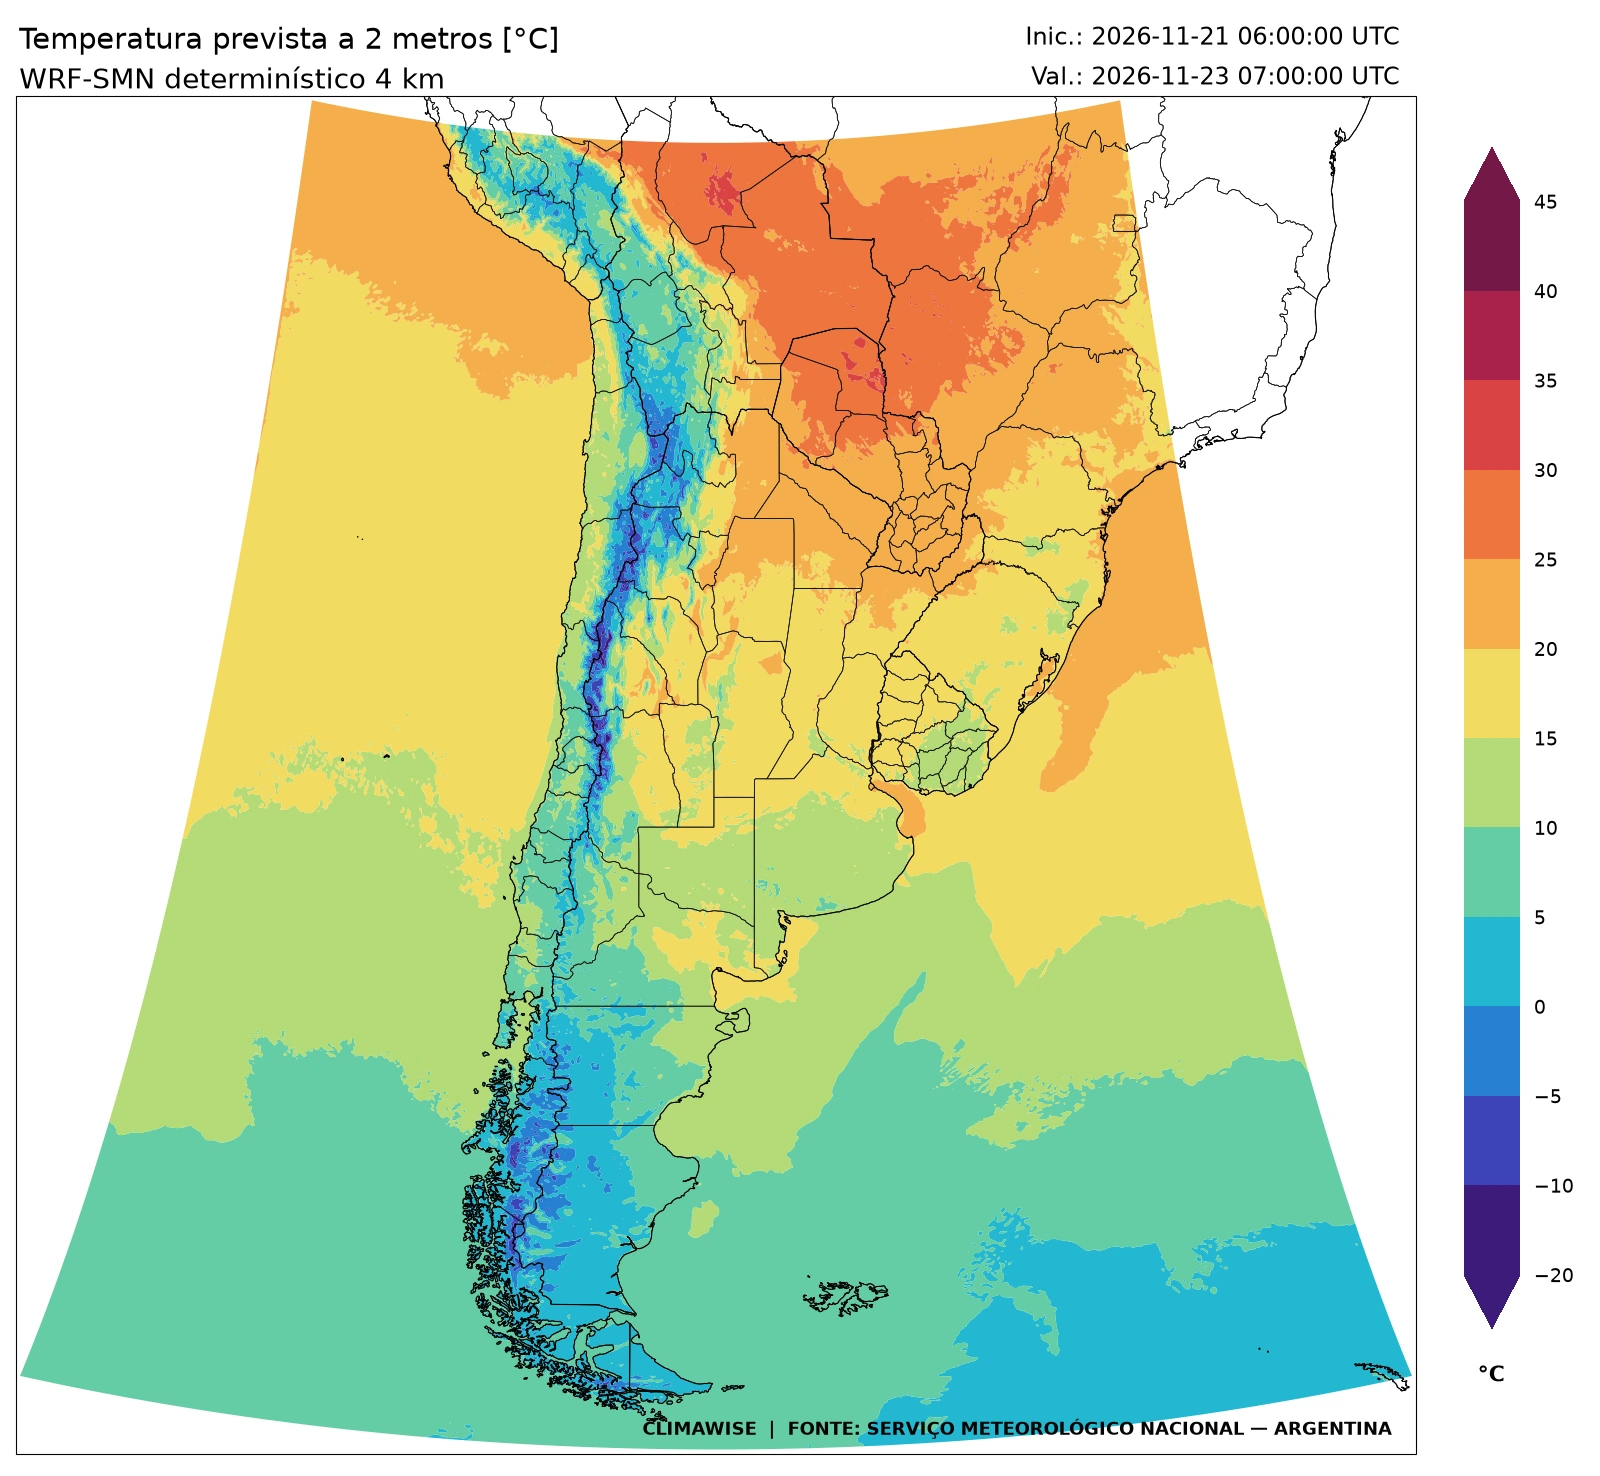 Temperatura prevista a 2 metros [°C]
WRF-SMN determinístico 4 km
Inic.: 2026-11-21 06:00:00 UTC
Val.: 2026-11-23 07:00:00 UTC
45
40
35
30
25
20
15
10
5
0
−5
−10
−20
°C
CLIMAWISE | FONTE: SERVIÇO METEOROLÓGICO NACIONAL — ARGENTINA